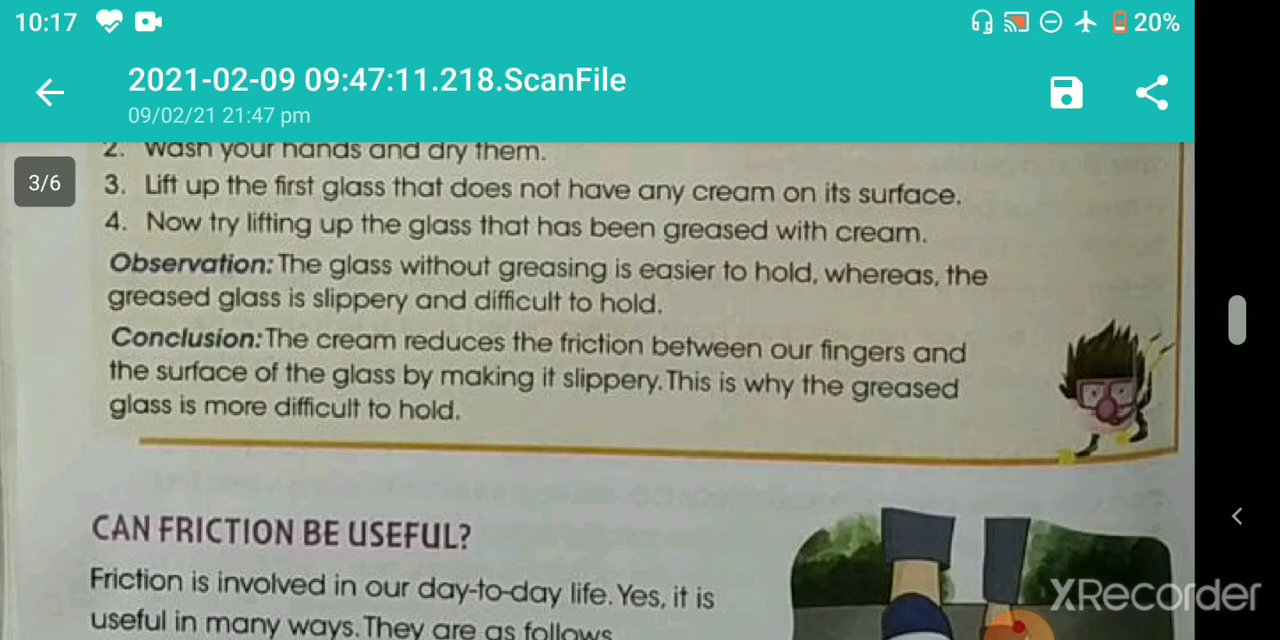 10:17
20%
2021-02-09 09:47:11.218.ScanFile
09/02/21 21:47 pm
3/6
2. Wash your hands and dry them.
3. Lift up the first glass that does not have any cream on its surface.
4. Now try lifting up the glass that has been greased with cream.
Observation: The glass without greasing is easier to hold, whereas, the
greased glass is slippery and difficult to hold.
Conclusion: The cream reduces the friction between our fingers and
the surface of the glass by making it slippery. This is why the greased
glass is more difficult to hold.
CAN FRICTION BE USEFUL?
Friction is involved in our day-to-day life. Yes, it is
useful in many ways. They are as follows
XRecorder